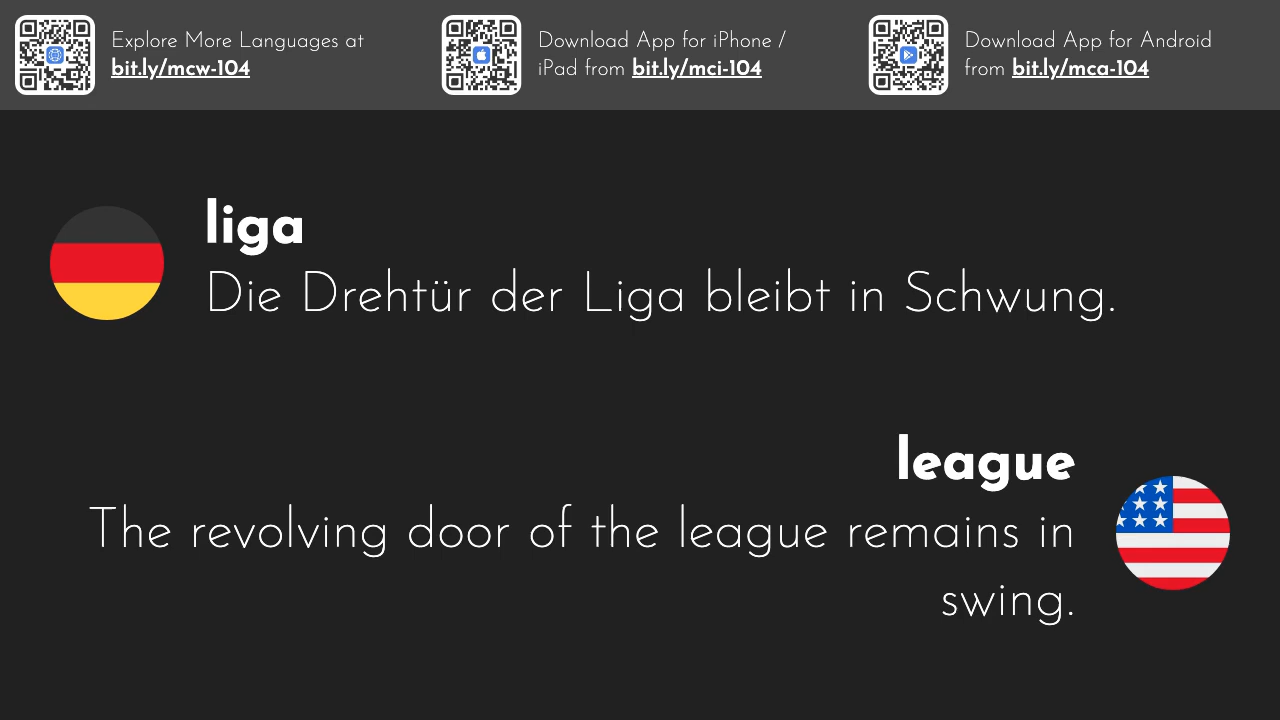 Explore More Languages at
bit.ly/mcw-104
Download App for iPhone /
iPad from bit.ly/mci-104
Download App for Android
from bit.ly/mca-104
liga
Die Drehtür der Liga bleibt in Schwung.
league
The revolving door of the league remains in
swing.